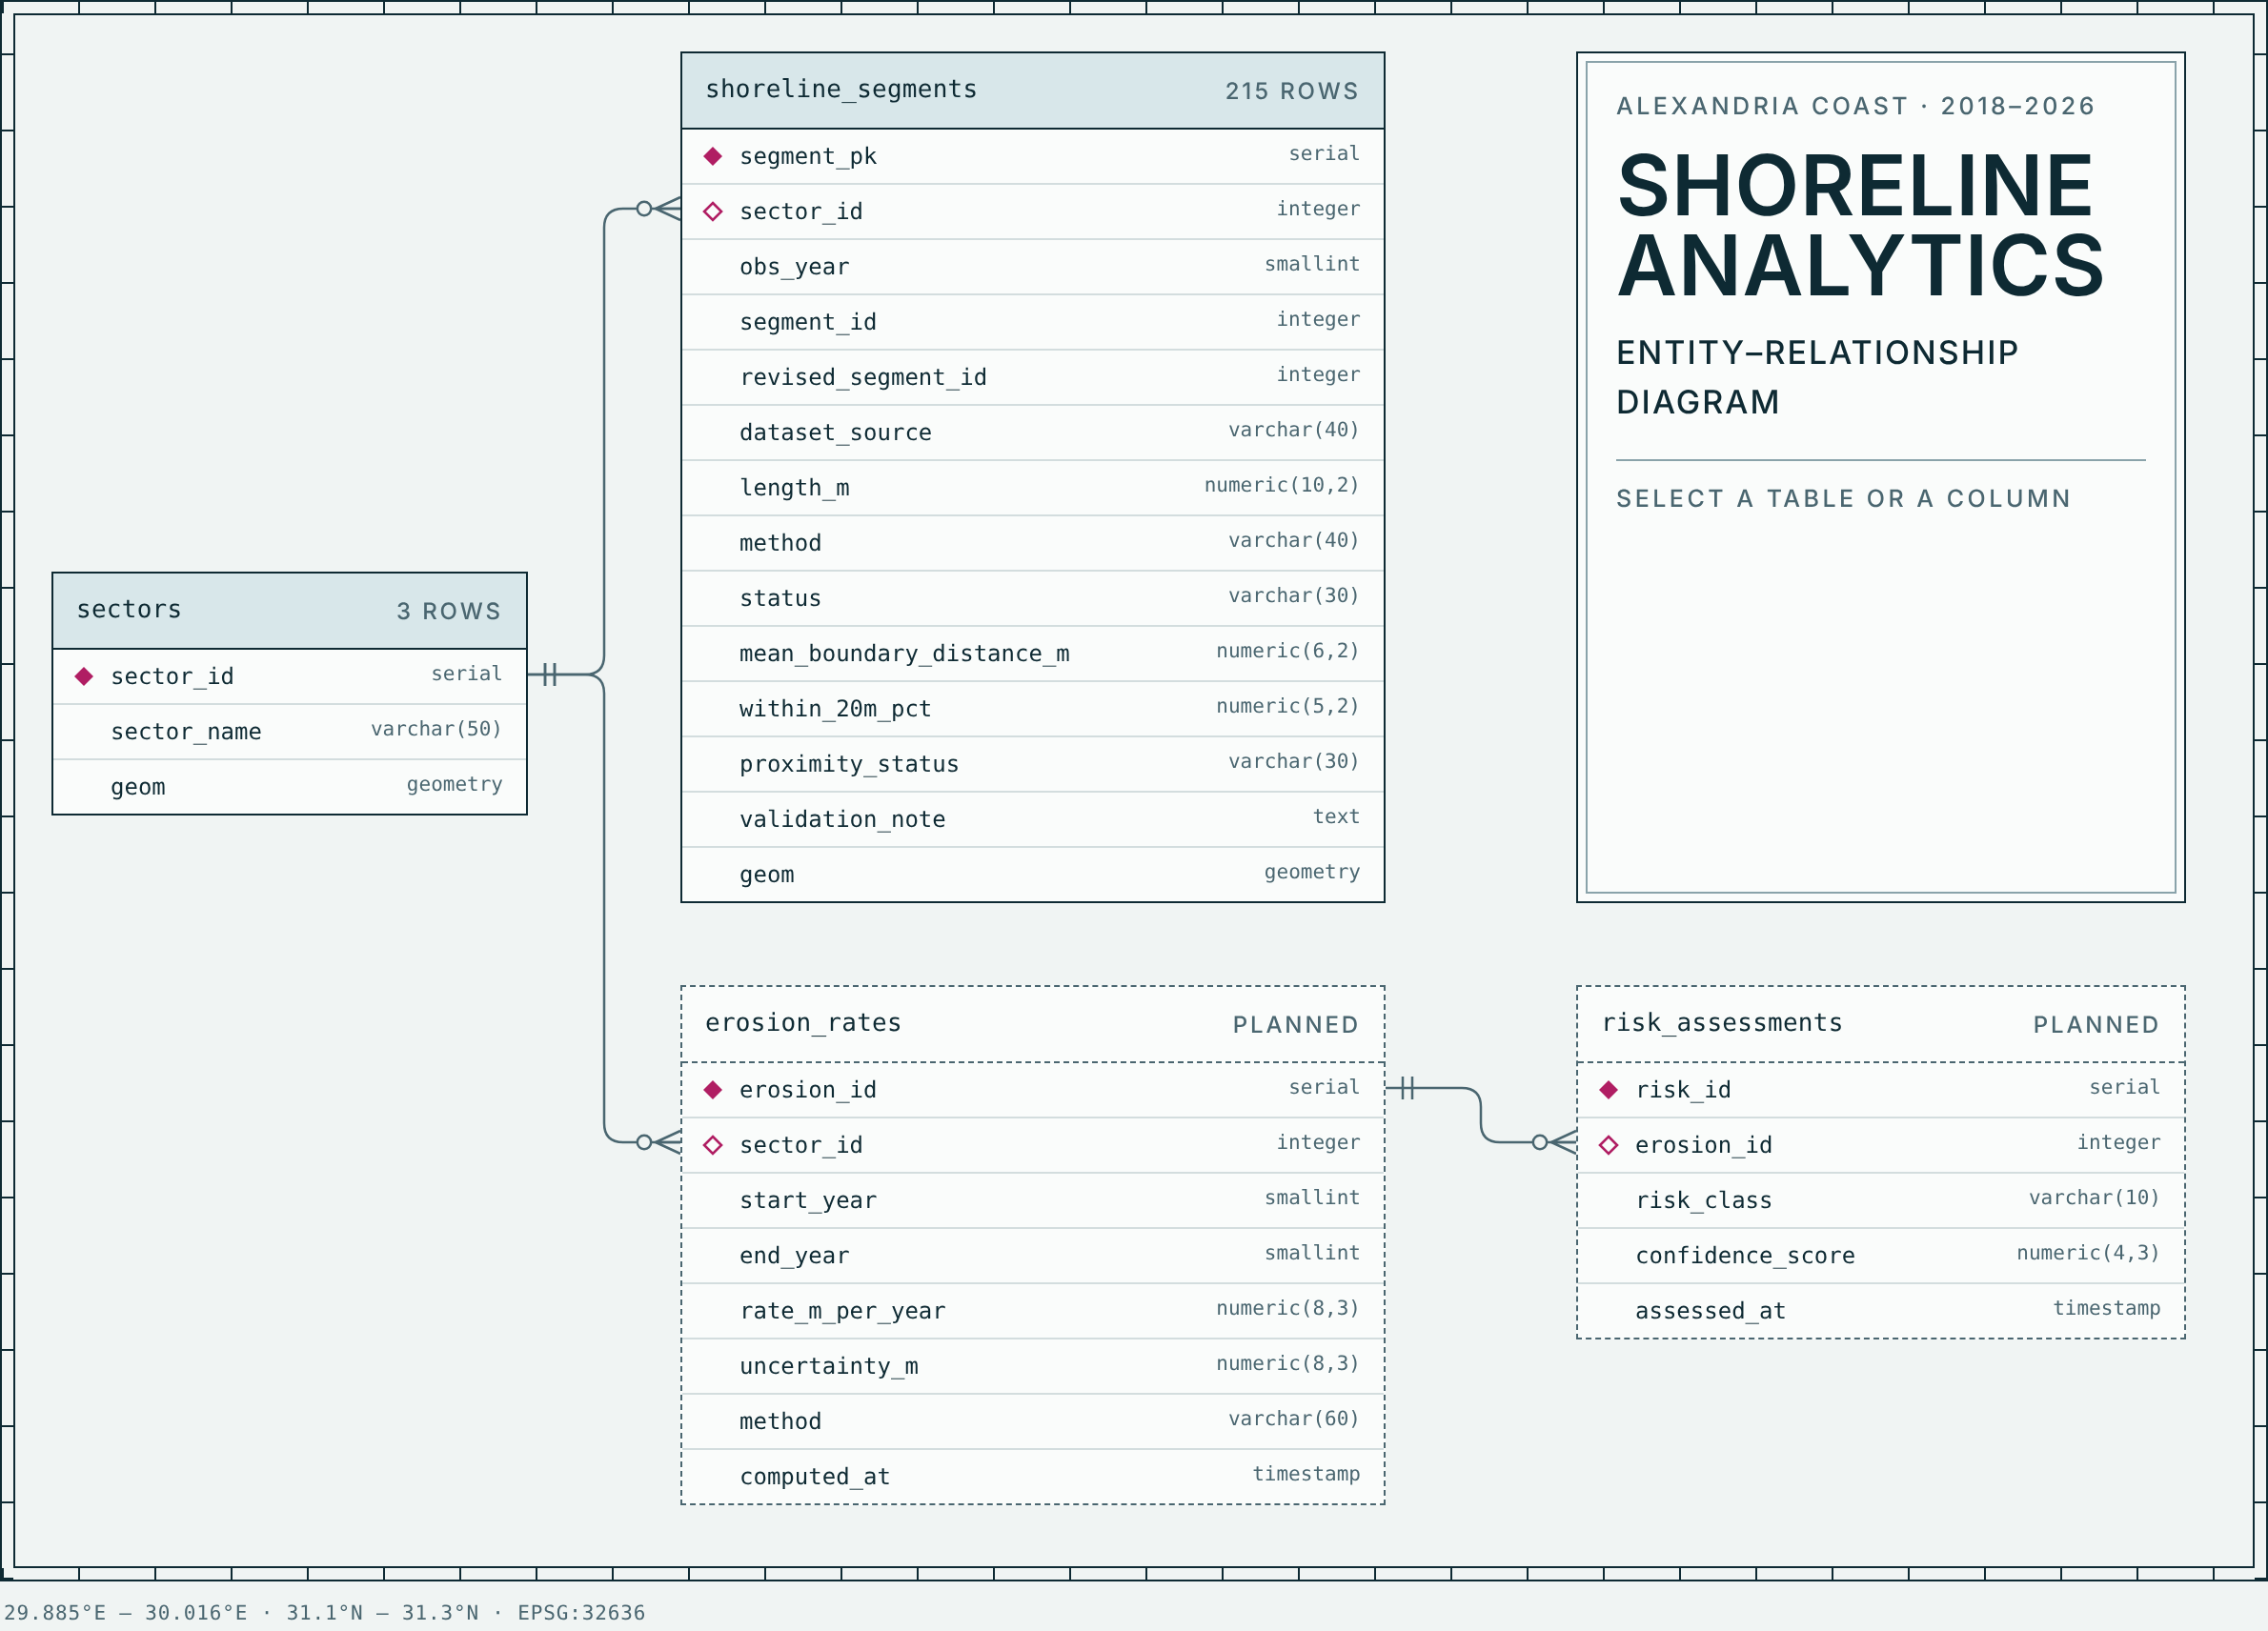 shoreline_segments 215 ROWS
segment_pk serial
sector_id integer
obs_year smallint
segment_id integer
revised_segment_id integer
dataset_source varchar(40)
length_m numeric(10,2)
method varchar(40)
status varchar(30)
mean_boundary_distance_m numeric(6,2)
within_20m_pct numeric(5,2)
proximity_status varchar(30)
validation_note text
geom geometry
ALEXANDRIA COAST · 2018–2026
SHORELINE
ANALYTICS
ENTITY–RELATIONSHIP
DIAGRAM
SELECT A TABLE OR A COLUMN
sectors 3 ROWS
sector_id serial
sector_name varchar(50)
geom geometry
erosion_rates PLANNED
erosion_id serial
sector_id integer
start_year smallint
end_year smallint
rate_m_per_year numeric(8,3)
uncertainty_m numeric(8,3)
method varchar(60)
computed_at timestamp
risk_assessments PLANNED
risk_id serial
erosion_id integer
risk_class varchar(10)
confidence_score numeric(4,3)
assessed_at timestamp
29.885°E — 30.016°E · 31.1°N — 31.3°N · EPSG:32636